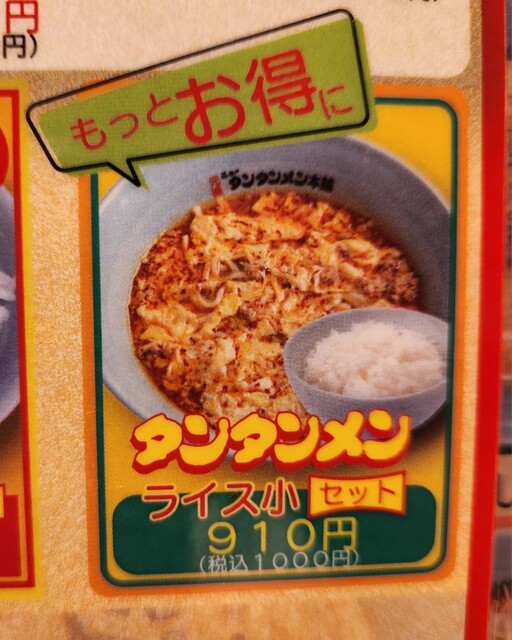 円
円)
もっとお得に
タンタンメン本舗
タンタンメン
ライス小 セット
910円
(税込1000円)